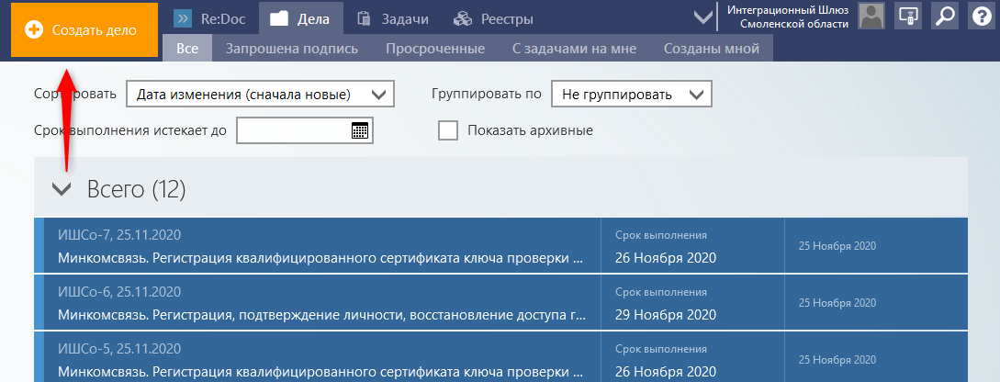 Создать дело
Re:Doc
Дела
Задачи
Реестры
Интеграционный Шлюз
Смоленской области
Все
Запрошена подпись
Просроченные
С задачами на мне
Созданы мной
Сортировать
Дата изменения (сначала новые)
Группировать по
Не группировать
Срок выполнения истекает до
Показать архивные
Всего (12)
ИШСо-7, 25.11.2020
Минкомсвязь. Регистрация квалифицированного сертификата ключа проверки ...
Срок выполнения
26 Ноября 2020
25 Ноября 2020
ИШСо-6, 25.11.2020
Минкомсвязь. Регистрация, подтверждение личности, восстановление доступа г...
Срок выполнения
29 Ноября 2020
25 Ноября 2020
ИШСо-5, 25.11.2020
Минкомсвязь. Регистрация квалифицированного сертификата ключа проверки ...
Срок выполнения
26 Ноября 2020
25 Ноября 2020